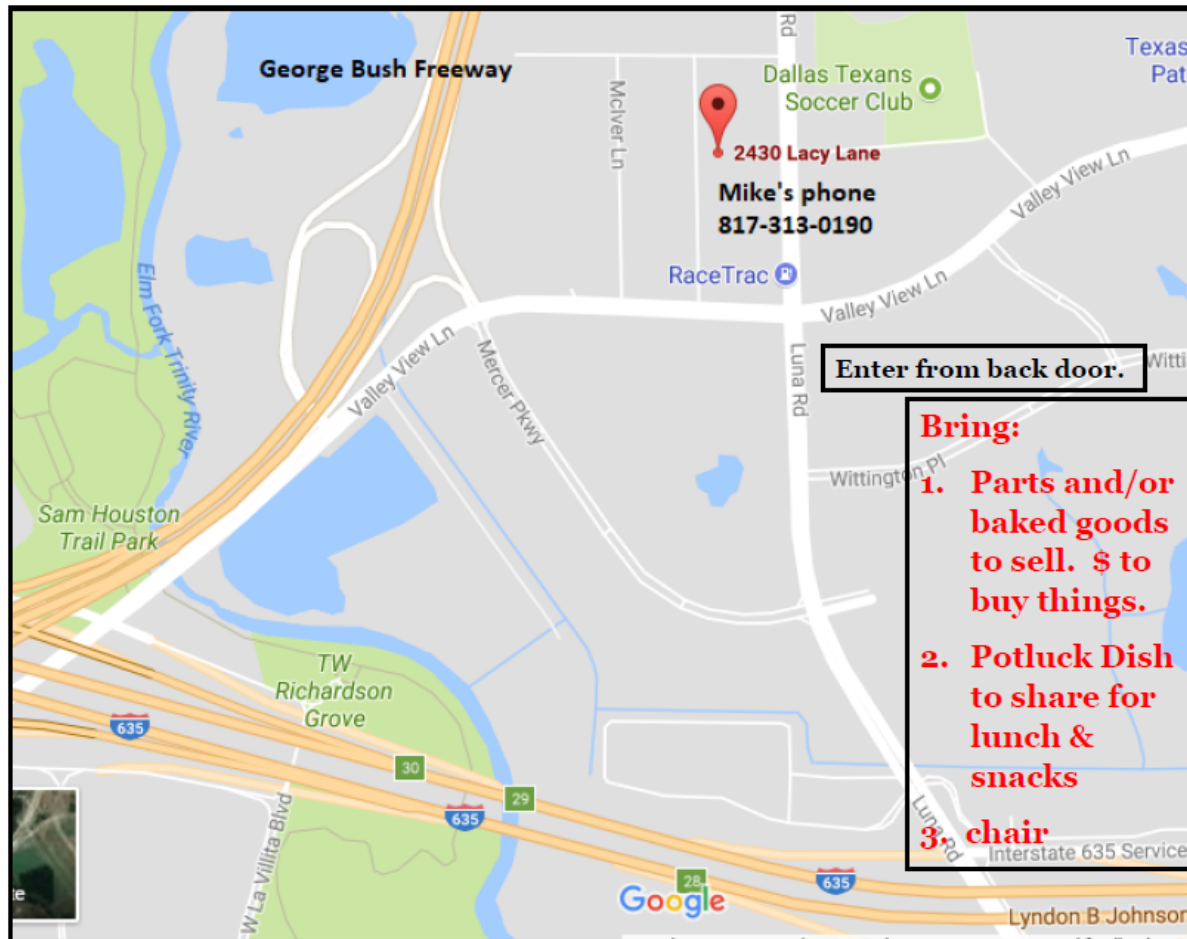 George Bush Freeway
Rd
Texas
Pat
Dallas Texans
Soccer Club
McIver Ln
2430 Lacy Lane
Mike's phone
817-313-0190
Valley View Ln
RaceTrac
Valley View Ln
Elm Fork Trinity River
Valley View Ln
Mercer Pkwy
Luna Rd
Enter from back door.
Witti
Wittington Pl
Bring:
1. Parts and/or
baked goods
to sell. $ to
buy things.
2. Potluck Dish
to share for
lunch &
snacks
3. chair
Sam Houston
Trail Park
TW
Richardson
Grove
635
30
29
635
28
635
W La Villita Blvd
Luna Rd
Interstate 635 Service
te
Google
Lyndon B Johnson